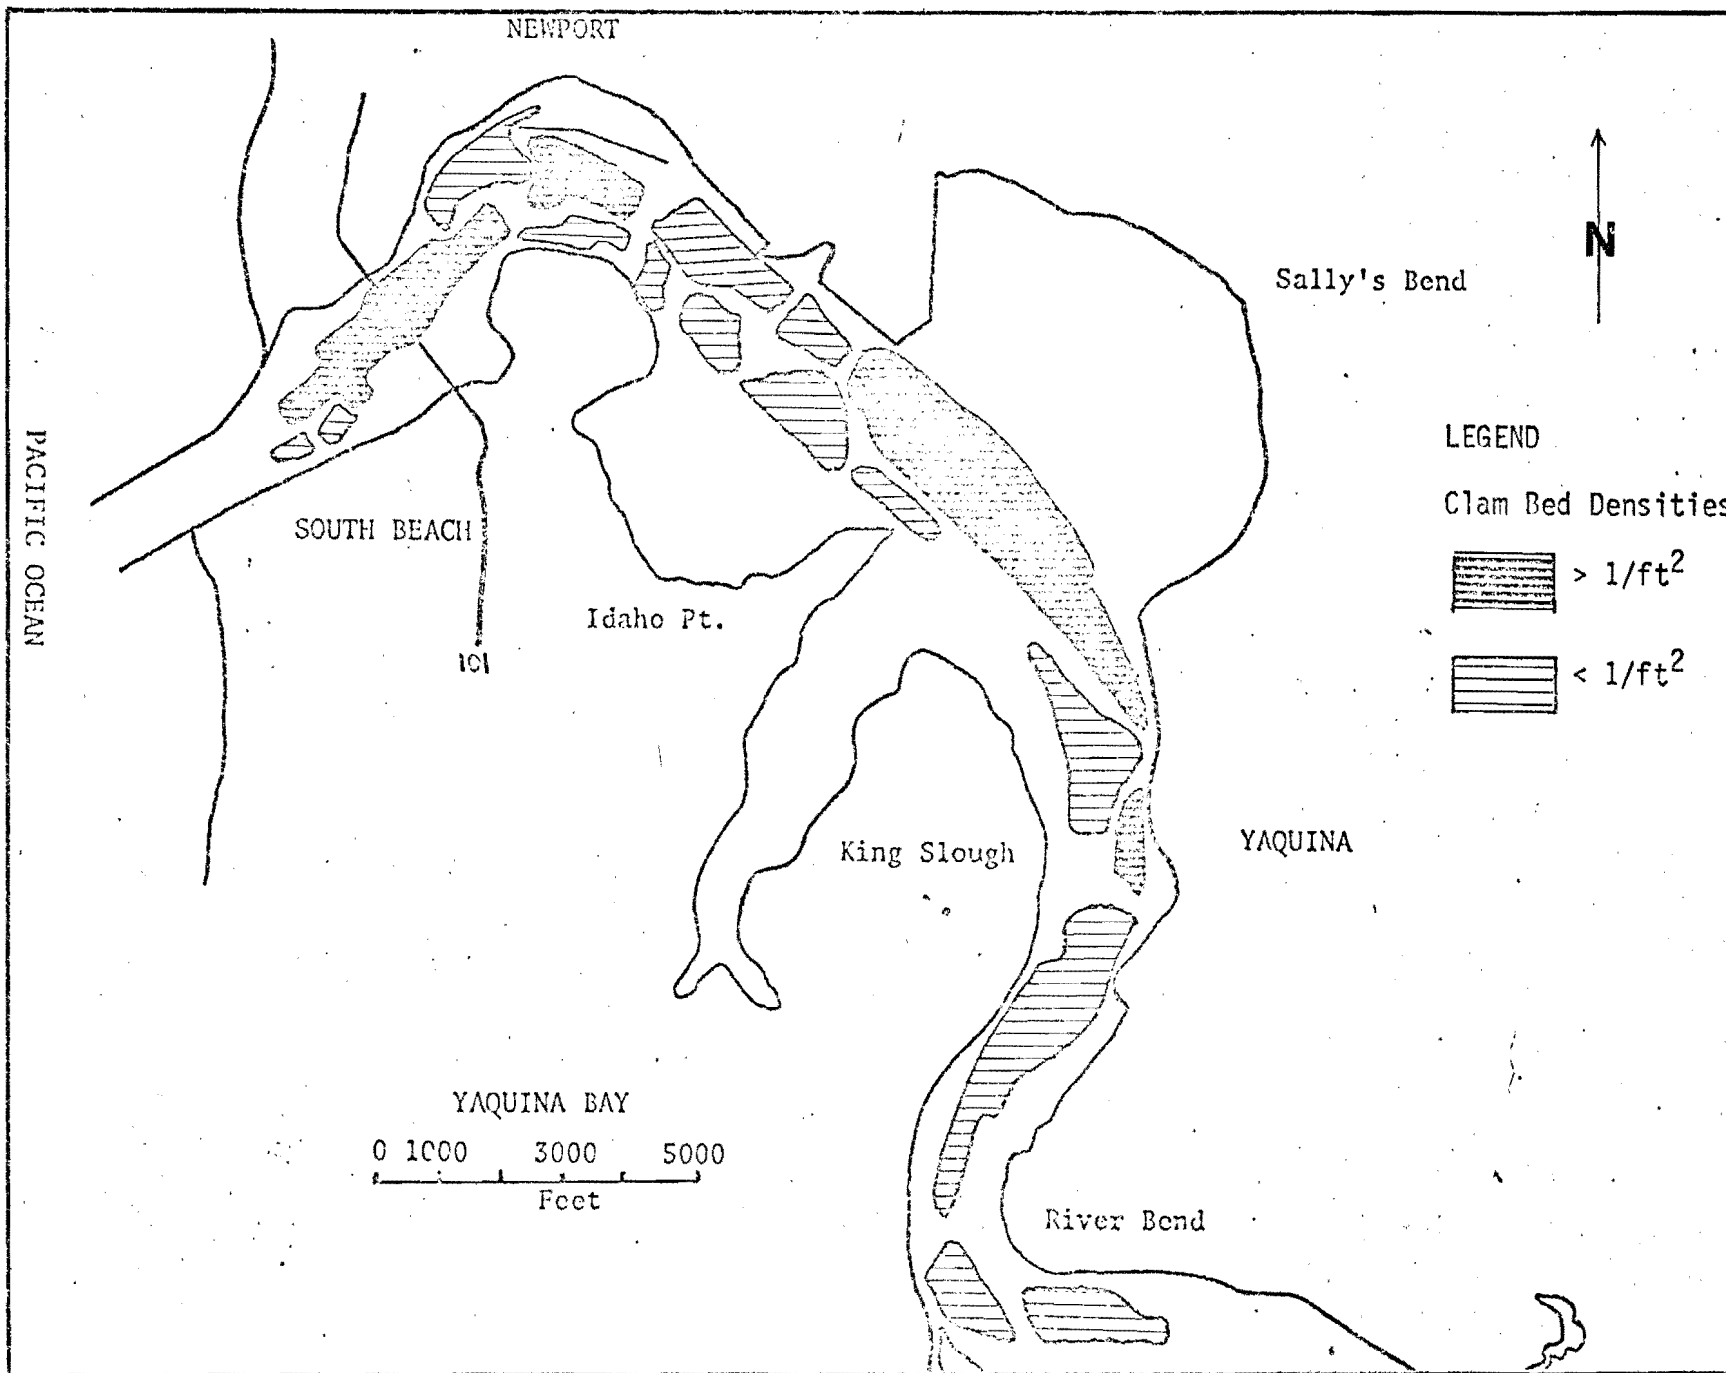 NEWPORT
N
Sally's Bend
PACIFIC OCEAN
LEGEND
Clam Bed Densities
> 1/ft²
< 1/ft²
SOUTH BEACH
Idaho Pt.
101
King Slough
YAQUINA
YAQUINA BAY
0 1000 3000 5000
Feet
River Bend